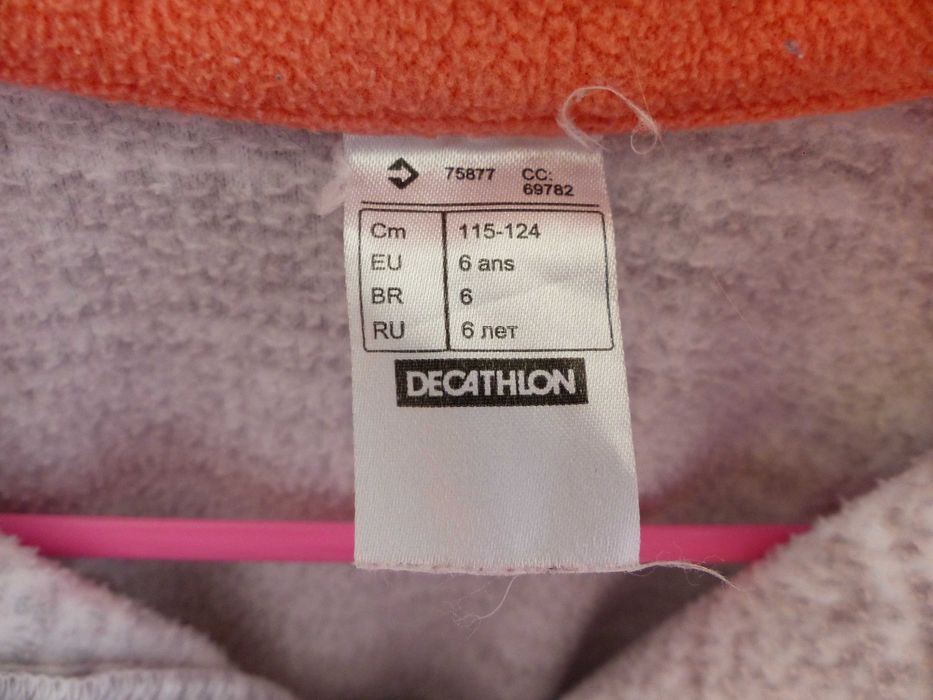 75877 CC:
69782
Cm 115-124
EU 6 ans
BR 6
RU 6 лет
DECATHLON